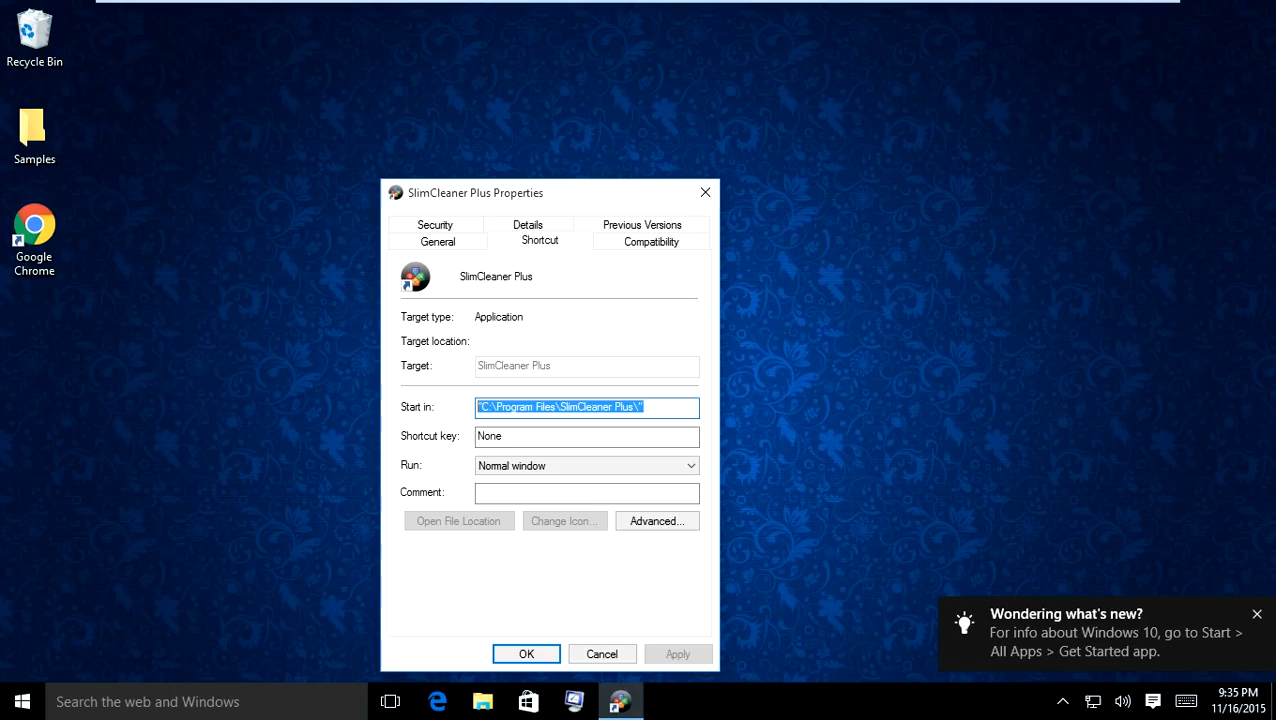 Recycle Bin
Samples
Google
Chrome
SlimCleaner Plus Properties
Security Details Previous Versions
General Shortcut Compatibility
SlimCleaner Plus
Target type: Application
Target location:
Target: SlimCleaner Plus
Start in: "C:\Program Files\SlimCleaner Plus\"
Shortcut key: None
Run: Normal window
Comment:
Open File Location Change Icon... Advanced...
OK Cancel Apply
Wondering what's new?
For info about Windows 10, go to Start >
All Apps > Get Started app.
Search the web and Windows
9:35 PM
11/16/2015